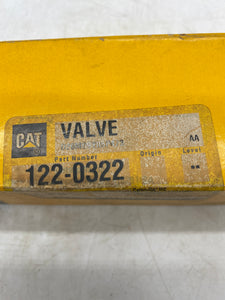 CAT
VALVE
AA
Part Number Origin Level
122-0322
**